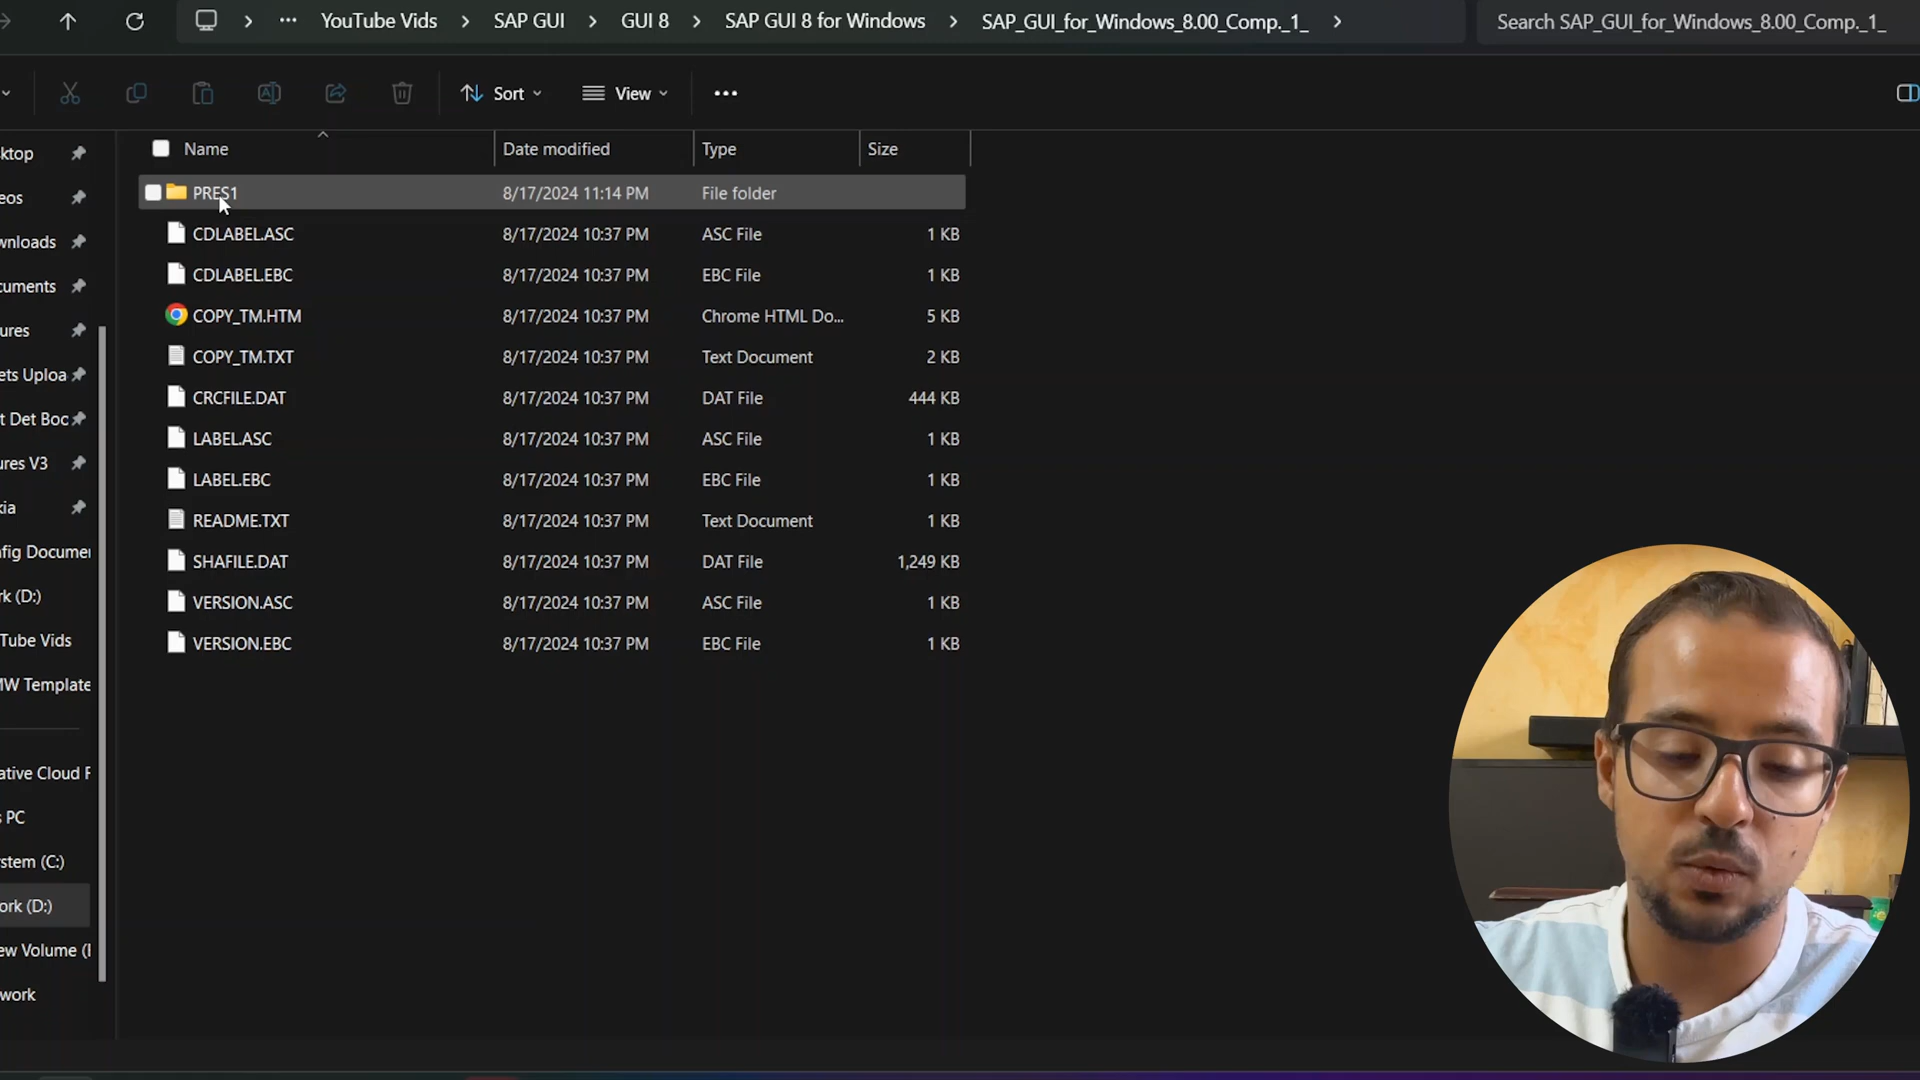 YouTube Vids > SAP GUI > GUI 8 > SAP GUI 8 for Windows > SAP_GUI_for_Windows_8.00_Comp._1_ >
Search SAP_GUI_for_Windows_8.00_Comp._1_
Sort
View
Name Date modified Type Size
PRES1 8/17/2024 11:14 PM File folder
CDLABEL.ASC 8/17/2024 10:37 PM ASC File 1 KB
CDLABEL.EBC 8/17/2024 10:37 PM EBC File 1 KB
COPY_TM.HTM 8/17/2024 10:37 PM Chrome HTML Do... 5 KB
COPY_TM.TXT 8/17/2024 10:37 PM Text Document 2 KB
CRCFILE.DAT 8/17/2024 10:37 PM DAT File 444 KB
LABEL.ASC 8/17/2024 10:37 PM ASC File 1 KB
LABEL.EBC 8/17/2024 10:37 PM EBC File 1 KB
README.TXT 8/17/2024 10:37 PM Text Document 1 KB
SHAFILE.DAT 8/17/2024 10:37 PM DAT File 1,249 KB
VERSION.ASC 8/17/2024 10:37 PM ASC File 1 KB
VERSION.EBC 8/17/2024 10:37 PM EBC File 1 KB
ktop
eos
wnloads
cuments
ures
ets Uploa
t Det Boc
ures V3
kia
nfig Documer
rk (D:)
Tube Vids
MW Template
ative Cloud F
s PC
stem (C:)
ork (D:)
ew Volume (
work